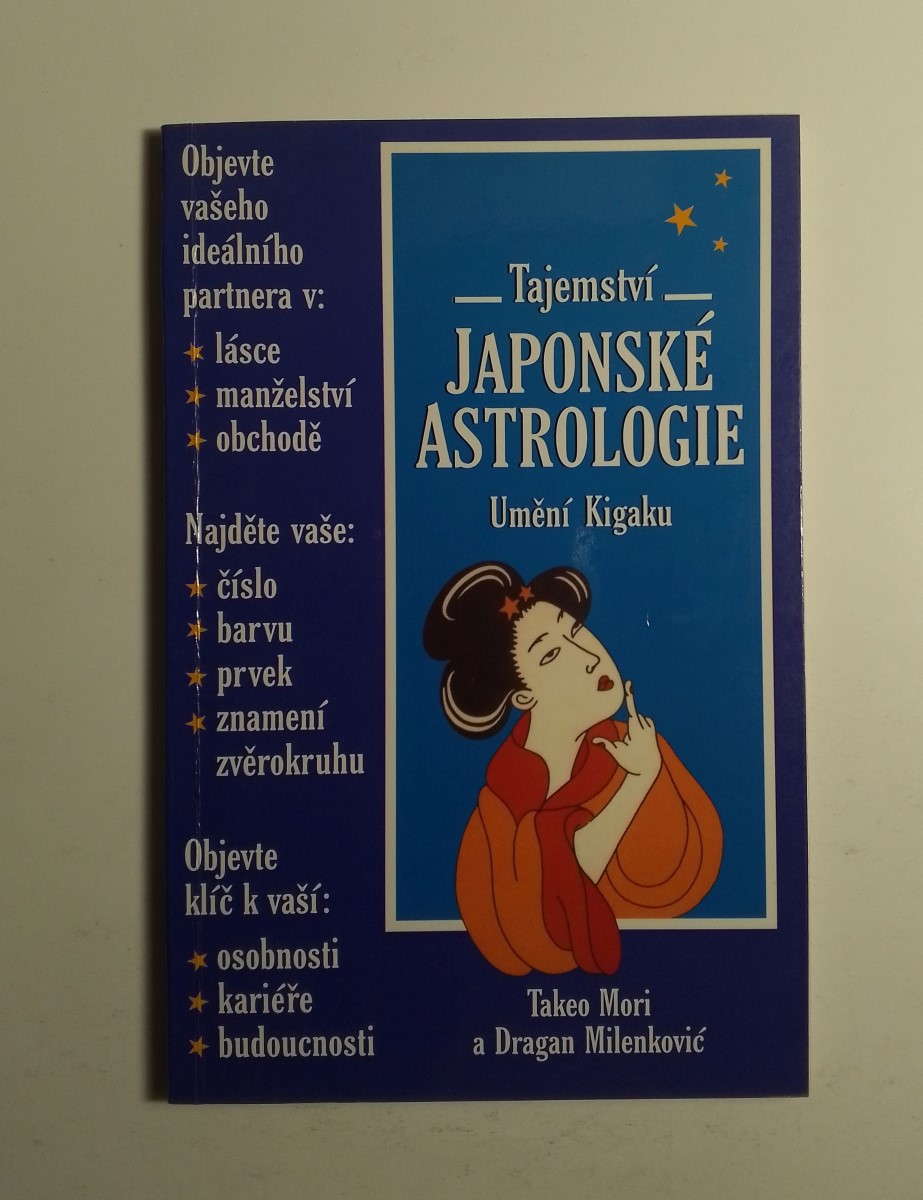 Objevte
vašeho
ideálního
partnera v:
lásce
manželství
obchodě
Najděte vaše:
číslo
barvu
prvek
znamení
zvěrokruhu
Objevte
klíč k vaší:
osobnosti
kariéře
budoucnosti
Tajemství
JAPONSKÉ
ASTROLOGIE
Umění Kigaku
Takeo Mori
a Dragan Milenković